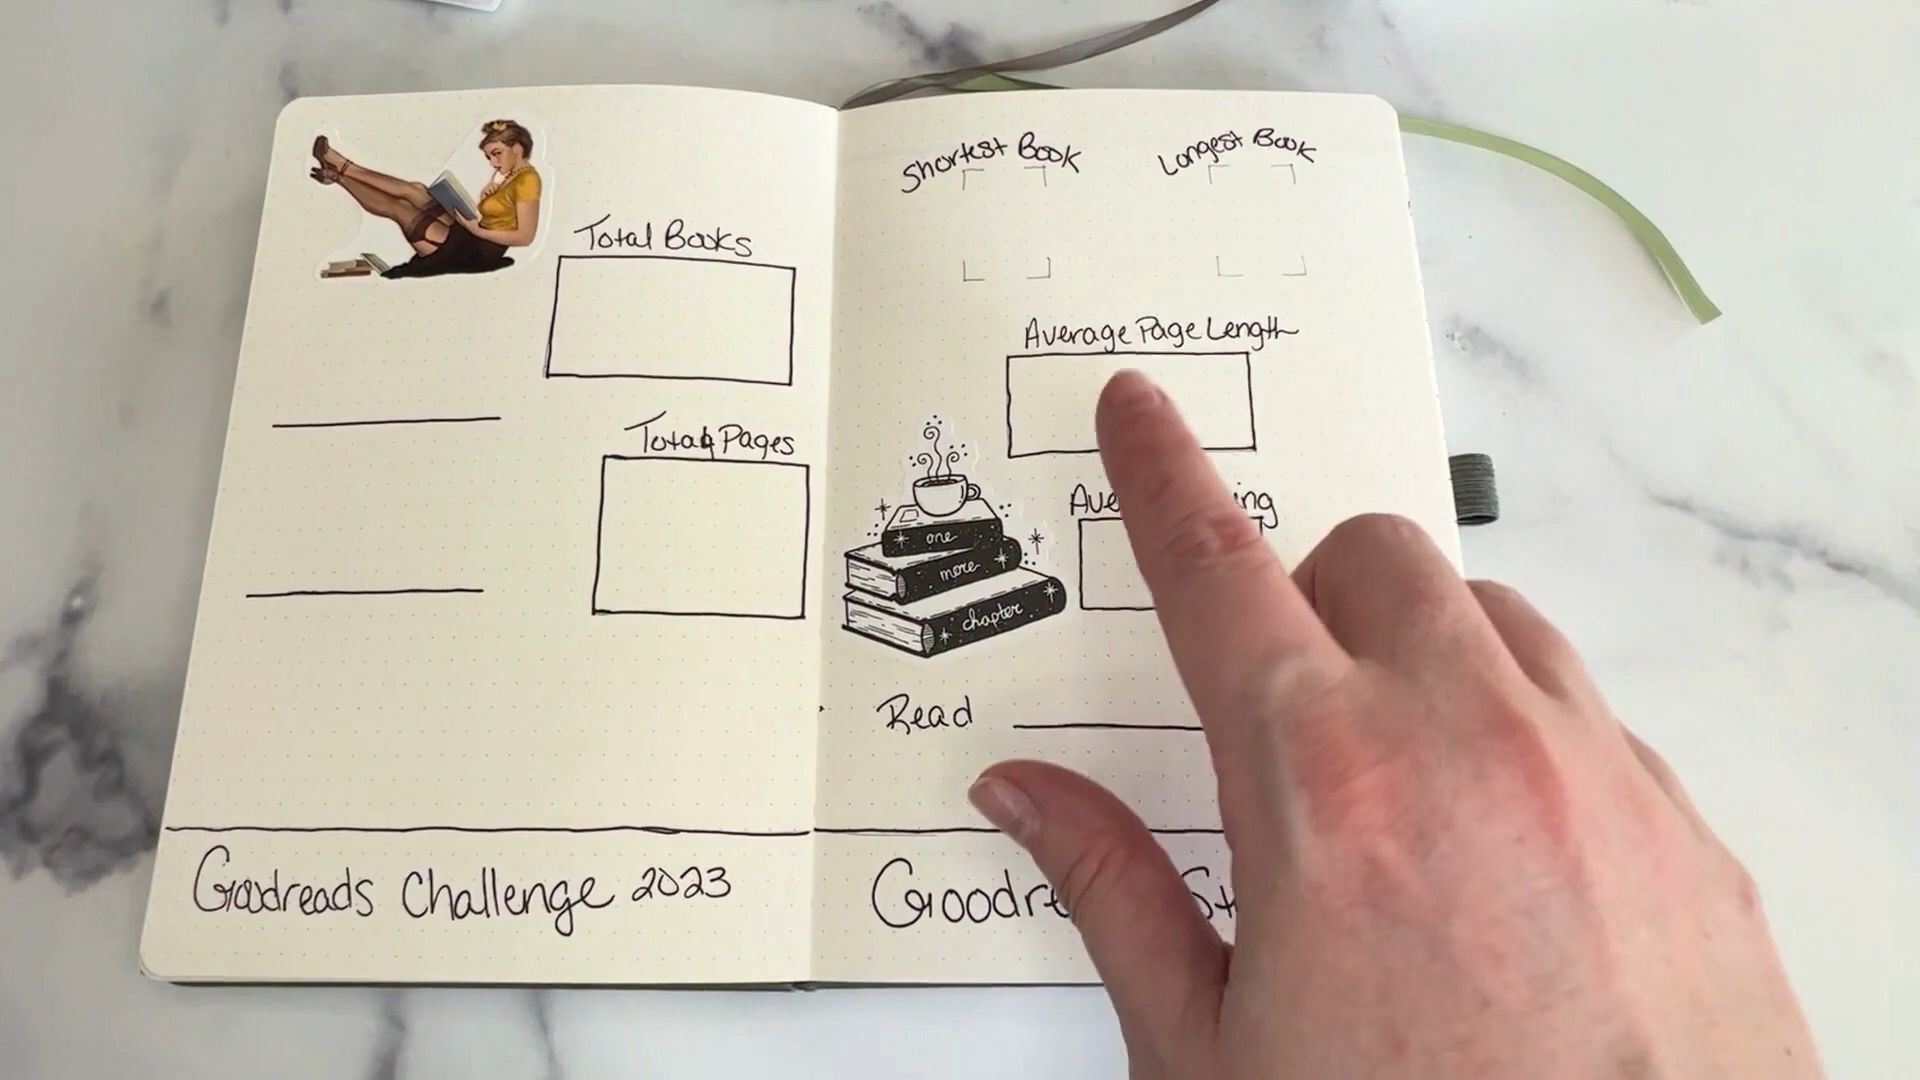 Total Books
Total Pages
Goodreads Challenge 2023
Shortest Book
Longest Book
Average Page Length
one
more
chapter
Read